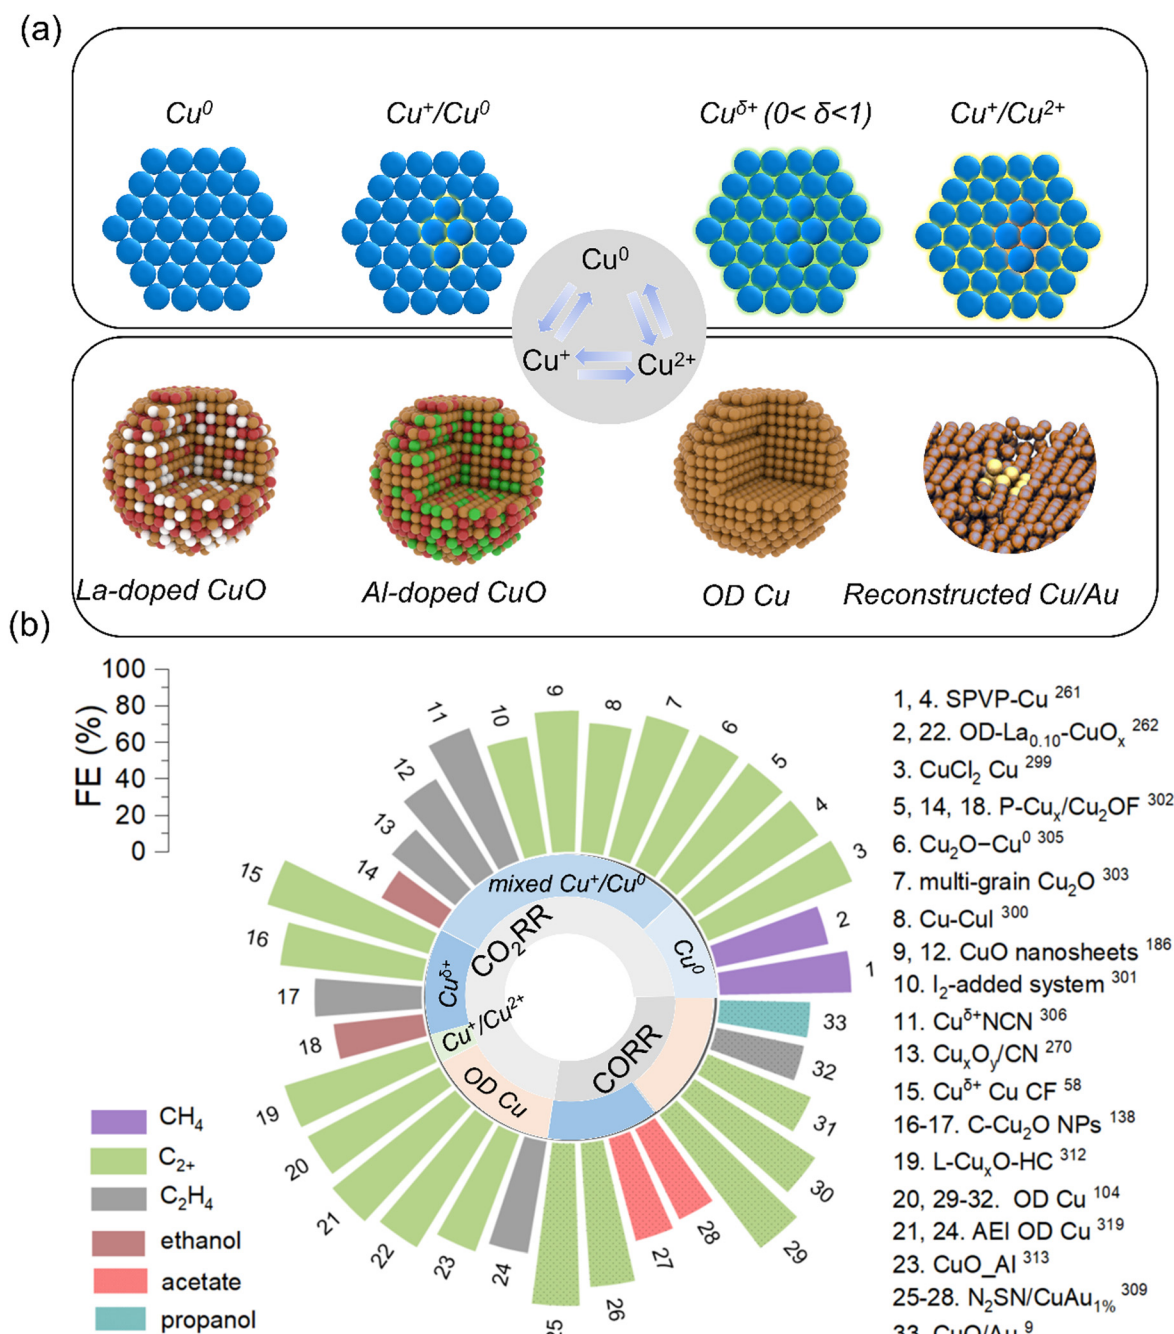 (a)
Cu⁰
Cu⁺/Cu⁰
Cu^δ⁺ (0< δ<1)
Cu⁺/Cu²⁺
Cu⁰
Cu⁺
Cu²⁺
La-doped CuO
Al-doped CuO
OD Cu
Reconstructed Cu/Au
(b)
FE (%)
100
80
60
40
20
0
11
10
9
8
7
6
5
4
3
2
1
12
13
14
15
16
17
18
19
20
21
22
23
24
25
26
27
28
29
30
31
32
33
mixed Cu⁺/Cu⁰
Cu⁰
Cu^δ⁺
Cu⁺/Cu²⁺
OD Cu
CO₂RR
CORR
CH₄
C₂₊
C₂H₄
ethanol
acetate
propanol
1, 4. SPVP-Cu ²⁶¹
2, 22. OD-La₀.₁₀-CuOₓ ²⁶²
3. CuCl₂ Cu ²⁹⁹
5, 14, 18. P-Cuₓ/Cu₂OF ³⁰²
6. Cu₂O–Cu⁰ ³⁰⁵
7. multi-grain Cu₂O ³⁰³
8. Cu-CuI ³⁰⁰
9, 12. CuO nanosheets ¹⁸⁶
10. I₂-added system ³⁰¹
11. Cu^δ⁺NCN ³⁰⁶
13. CuₓOᵧ/CN ²⁷⁰
15. Cu^δ⁺ Cu CF ⁵⁸
16-17. C-Cu₂O NPs ¹³⁸
19. L-CuₓO-HC ³¹²
20, 29-32. OD Cu ¹⁰⁴
21, 24. AEI OD Cu ³¹⁹
23. CuO_Al ³¹³
25-28. N₂SN/CuAu₁% ³⁰⁹
33. CuO/Au ⁹